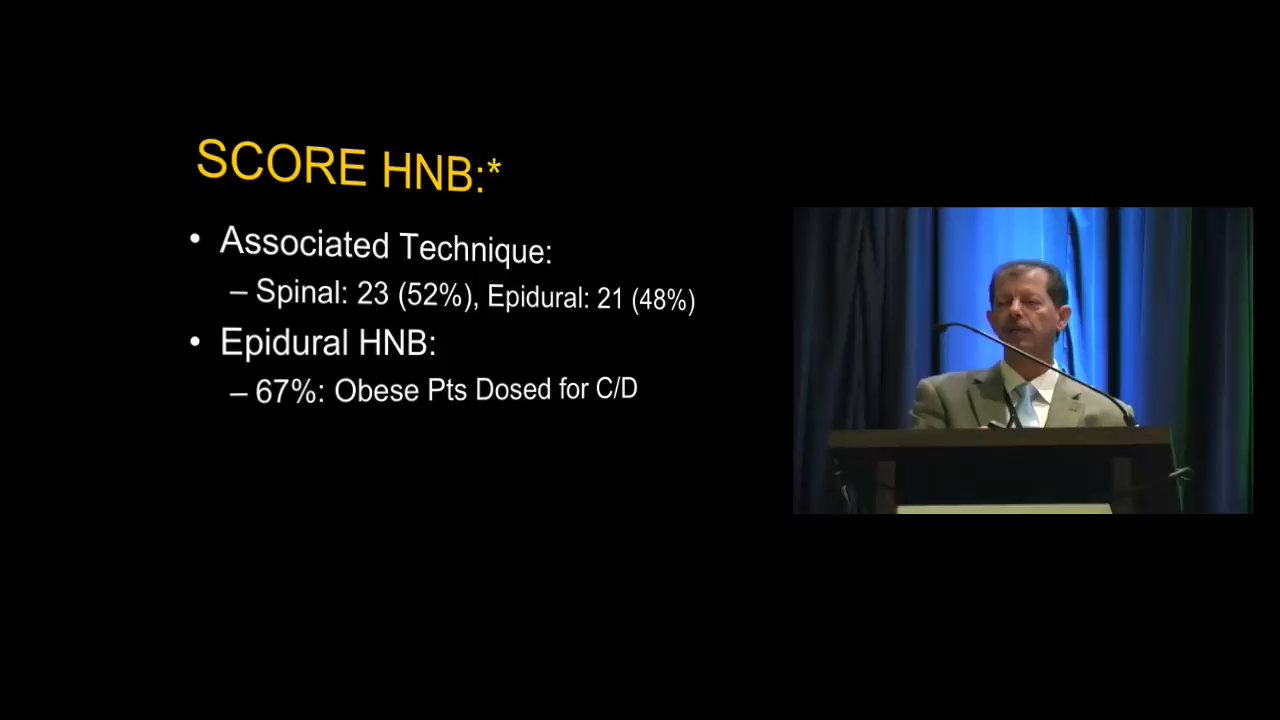 SCORE HNB:*
• Associated Technique:
– Spinal: 23 (52%), Epidural: 21 (48%)
• Epidural HNB:
– 67%: Obese Pts Dosed for C/D